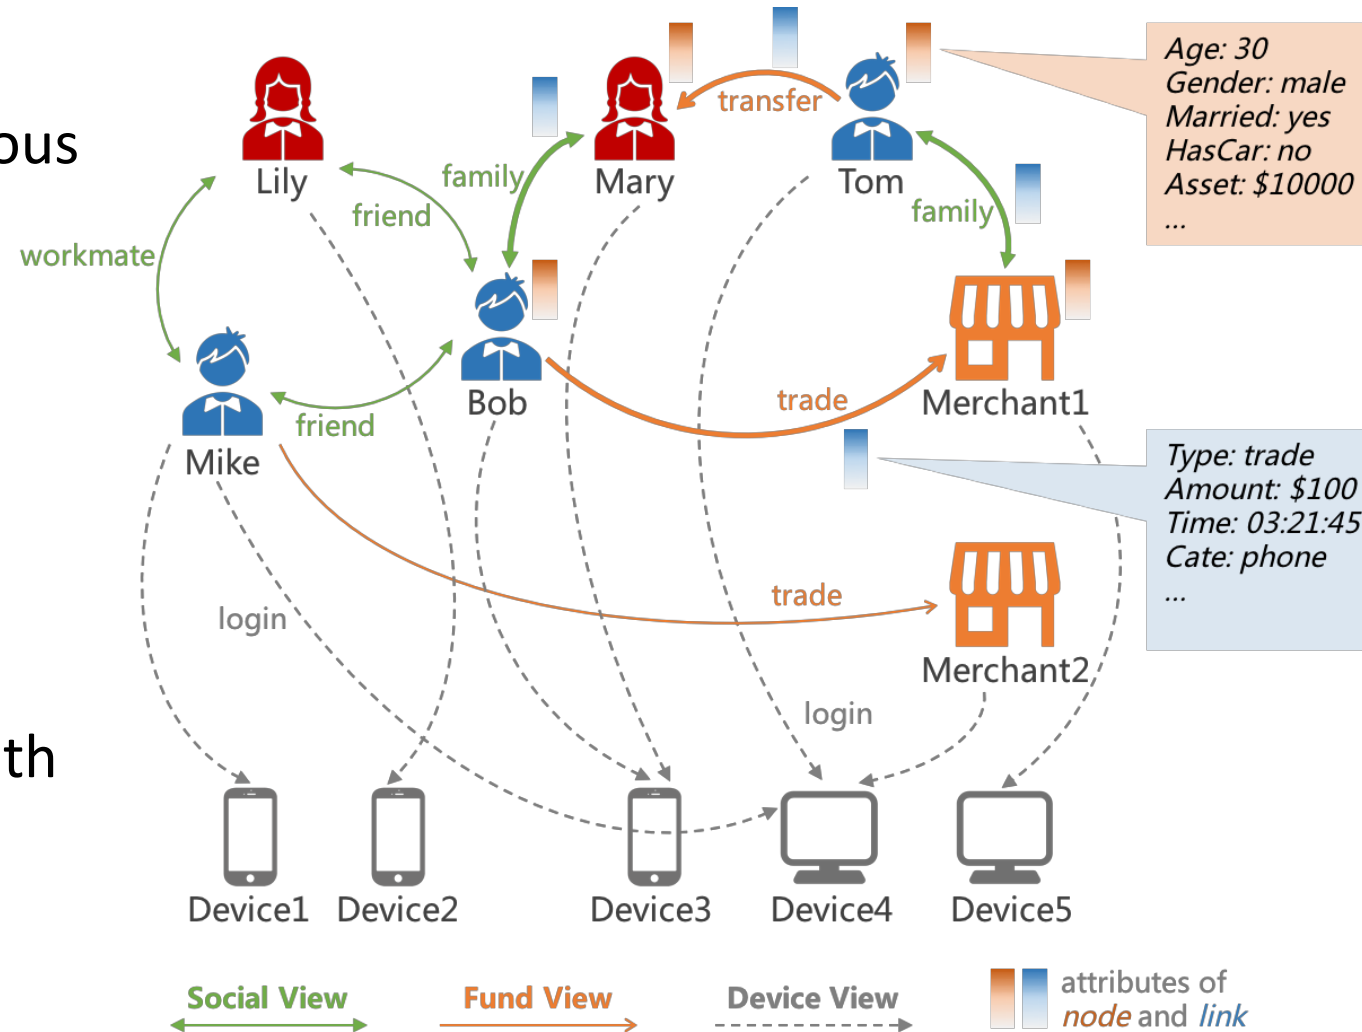 ous
th
Lily
Mary
Tom
transfer
family
friend
workmate
family
Age: 30
Gender: male
Married: yes
HasCar: no
Asset: $10000
...
Bob
Mike
friend
Merchant1
trade
Type: trade
Amount: $100
Time: 03:21:45
Cate: phone
...
trade
Merchant2
login
login
Device1
Device2
Device3
Device4
Device5
Social View
Fund View
Device View
attributes of
node and link